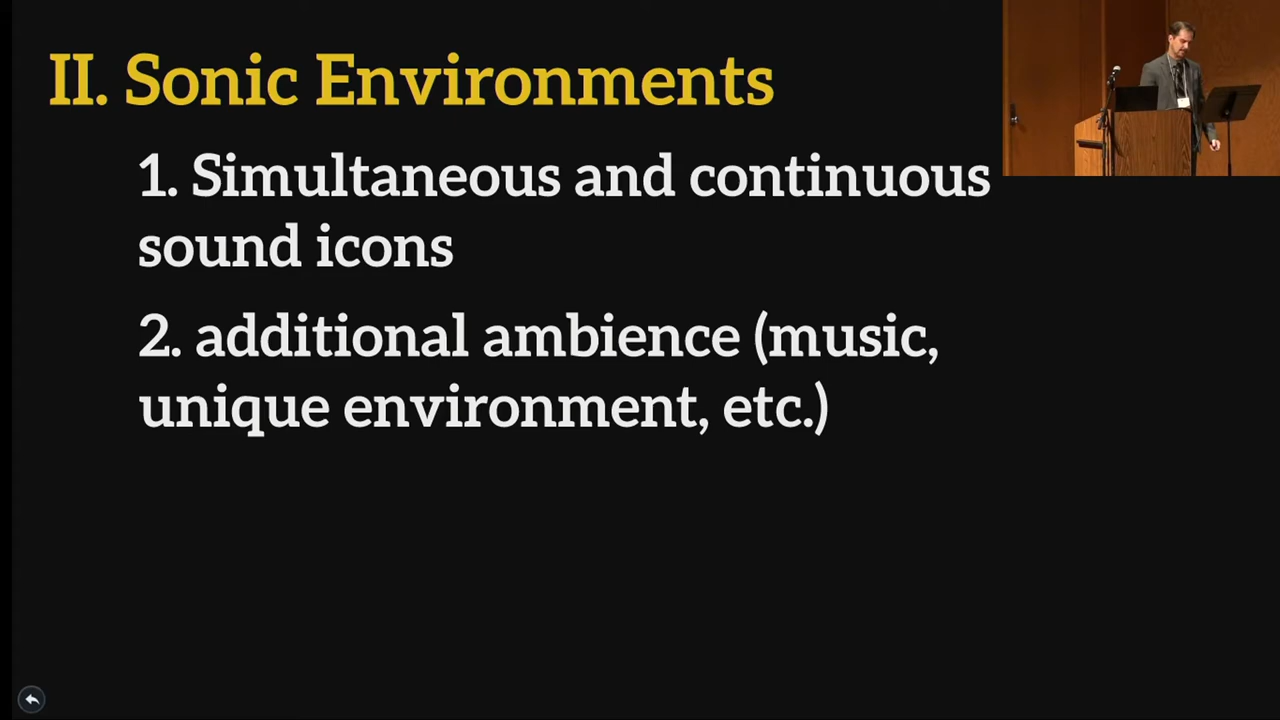 II. Sonic Environments
1. Simultaneous and continuous
sound icons
2. additional ambience (music,
unique environment, etc.)